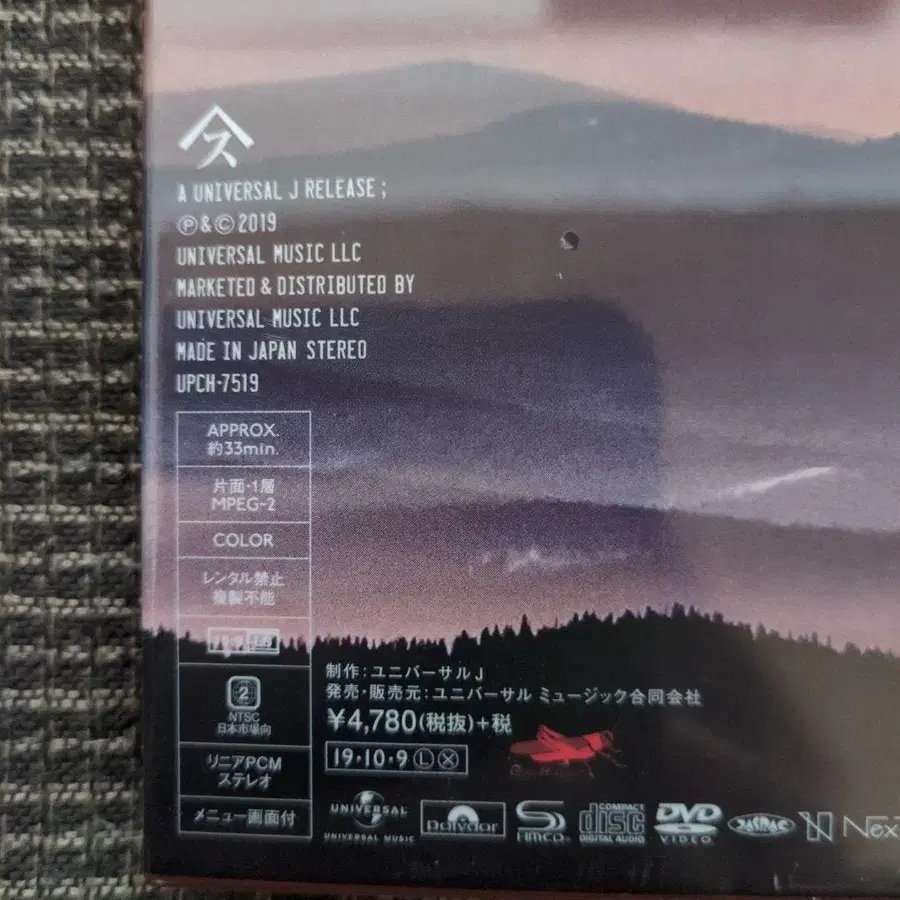 ス
A UNIVERSAL J RELEASE ;
Ⓟ&Ⓒ 2019
UNIVERSAL MUSIC LLC
MARKETED & DISTRIBUTED BY
UNIVERSAL MUSIC LLC
MADE IN JAPAN STEREO
UPCH-7519
APPROX.
約33min.
片面・1層
MPEG-2
COLOR
レンタル禁止
複製不能
16:9 LB
2
NTSC
日本市場向
リニアPCM
ステレオ
メニュー画面付
制作:ユニバーサル J
発売・販売元:ユニバーサル ミュージック合同会社
¥4,780(税抜)+税
19・10・9 Ⓛ Ⓧ
UNIVERSAL
UNIVERSAL MUSIC
Polydor
HMCD
COMPACT
disc
DIGITAL AUDIO
DVD
VIDEO